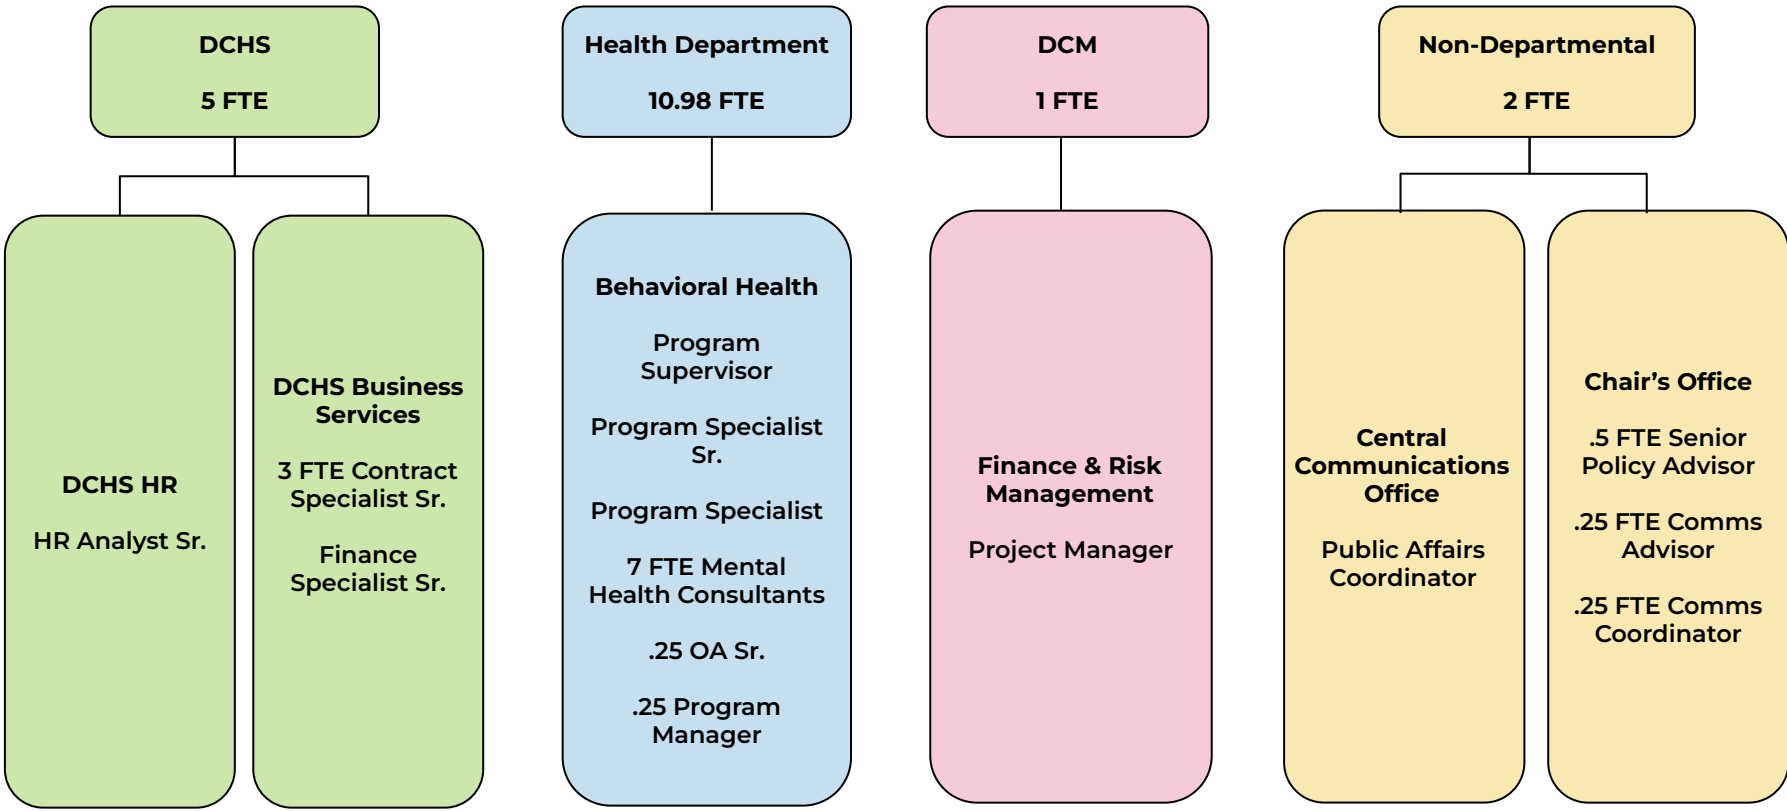 DCHS
5 FTE
Health Department
10.98 FTE
DCM
1 FTE
Non-Departmental
2 FTE
DCHS HR
HR Analyst Sr.
DCHS Business
Services
3 FTE Contract
Specialist Sr.
Finance
Specialist Sr.
Behavioral Health
Program
Supervisor
Program Specialist
Sr.
Program Specialist
7 FTE Mental
Health Consultants
.25 OA Sr.
.25 Program
Manager
Finance & Risk
Management
Project Manager
Central
Communications
Office
Public Affairs
Coordinator
Chair’s Office
.5 FTE Senior
Policy Advisor
.25 FTE Comms
Advisor
.25 FTE Comms
Coordinator